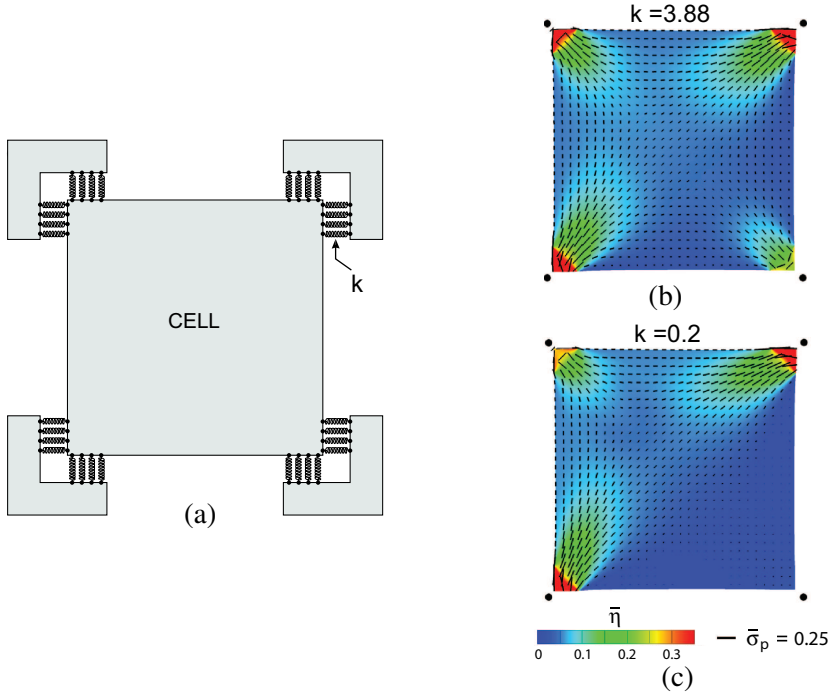 k
CELL
(a)
k =3.88
(b)
k =0.2
η̄
0 0.1 0.2 0.3
σ̄p = 0.25
(c)